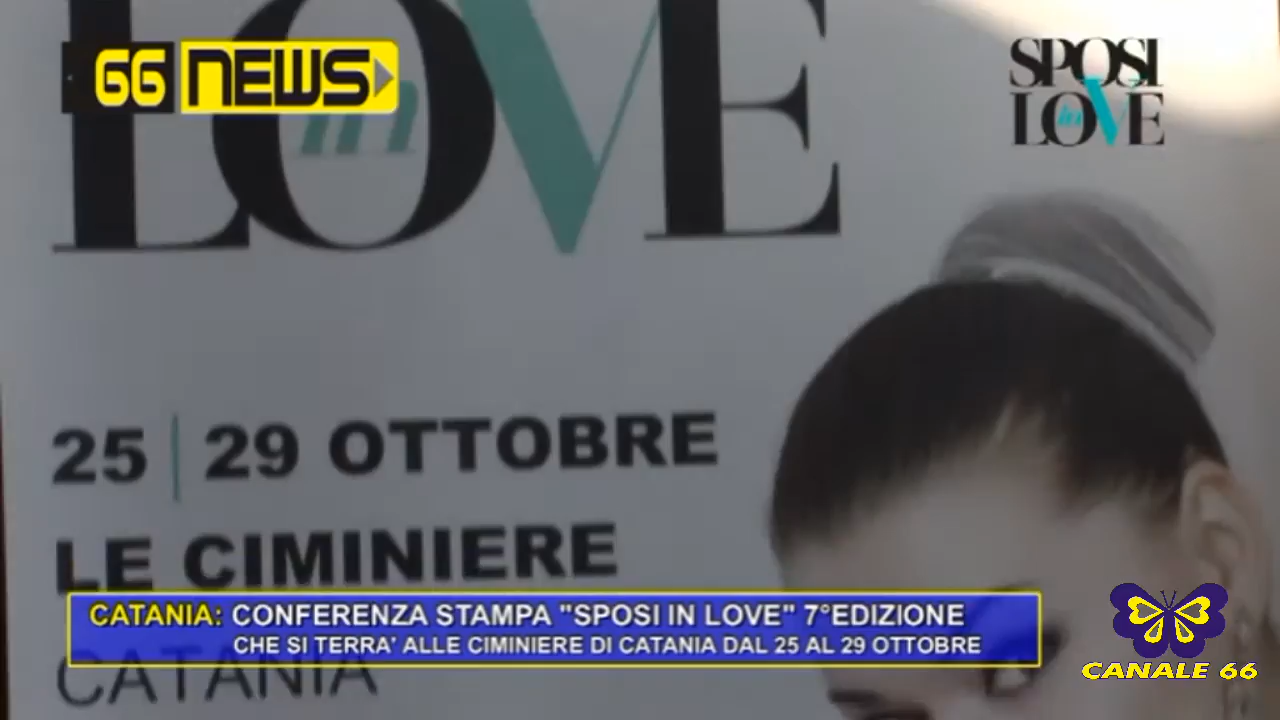 66 NEWS
SPOSI
in
LOVE
LOVE
in
25 | 29 OTTOBRE
LE CIMINIERE
CATANIA: CONFERENZA STAMPA "SPOSI IN LOVE" 7°EDIZIONE
CHE SI TERRA' ALLE CIMINIERE DI CATANIA DAL 25 AL 29 OTTOBRE
CATANIA
CANALE 66